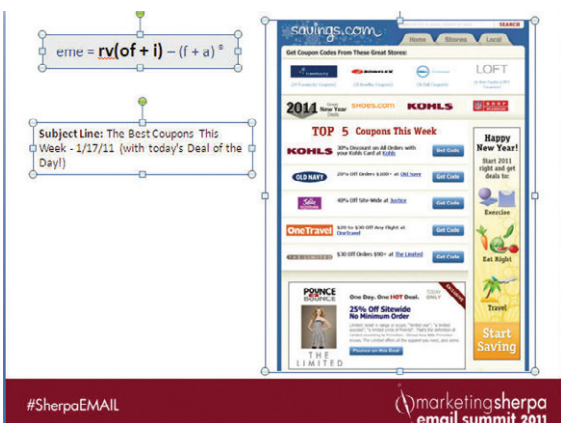 eme = rv(of + i) – (f + a) ®
Subject Line: The Best Coupons This
Week - 1/17/11 (with today's Deal of the
Day!)
savings.com
SEARCH
Home Stores Local
Get Coupon Codes From These Great Stores:
LOFT
2011 New Year Deals
SHOES.COM
KOHLS
TOP 5 Coupons This Week
KOHLS
30% Discount on All Orders with
your Kohls Card at Kohls
Get Code
OLD NAVY
20% Off Orders $100+ at Old Navy
Get Code
40% Off Site-Wide at Justice
Get Code
OneTravel
$20 to $30 Off Any Flight at
OneTravel
Get Code
THE LIMITED
$30 Off Orders $90+ at The Limited
Get Code
Happy
New Year!
Start 2011
right and get
deals to:
Exercise
Eat Right
Travel
Start
Saving
POUNCE
BOUNCE
One Day. One HOT Deal.
TODAY
ONLY
EXCLUSIVE
25% Off Sitewide
No Minimum Order
Pounce on this Deal
THE
LIMITED
#SherpaEMAIL
marketingsherpa
email summit 2011